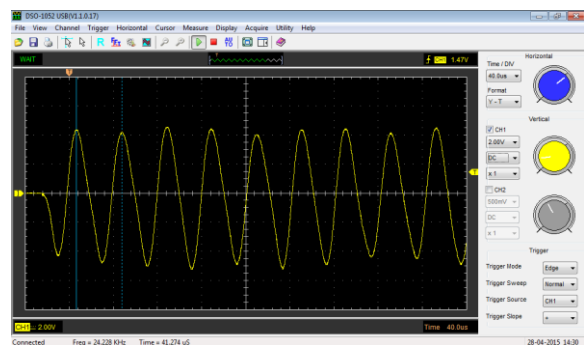 DSO-1052 USB(V1.1.0.17)
File View Channel Trigger Horizontal Cursor Measure Display Acquire Utility Help
R
AU TO
WAIT
CH1 1.47V
T
Horizontal
Time / DIV
40.0us
Format
Y - T
Vertical
CH1
2.00V
DC
x 1
CH2
500mV
DC
x 1
Trigger
Trigger Mode Edge
Trigger Sweep Normal
Trigger Source CH1
Trigger Slope +
CH1 2.00V
Time 40.0us
Connected Freq = 24.228 KHz Time = 41.274 uS 28-04-2015 14:30